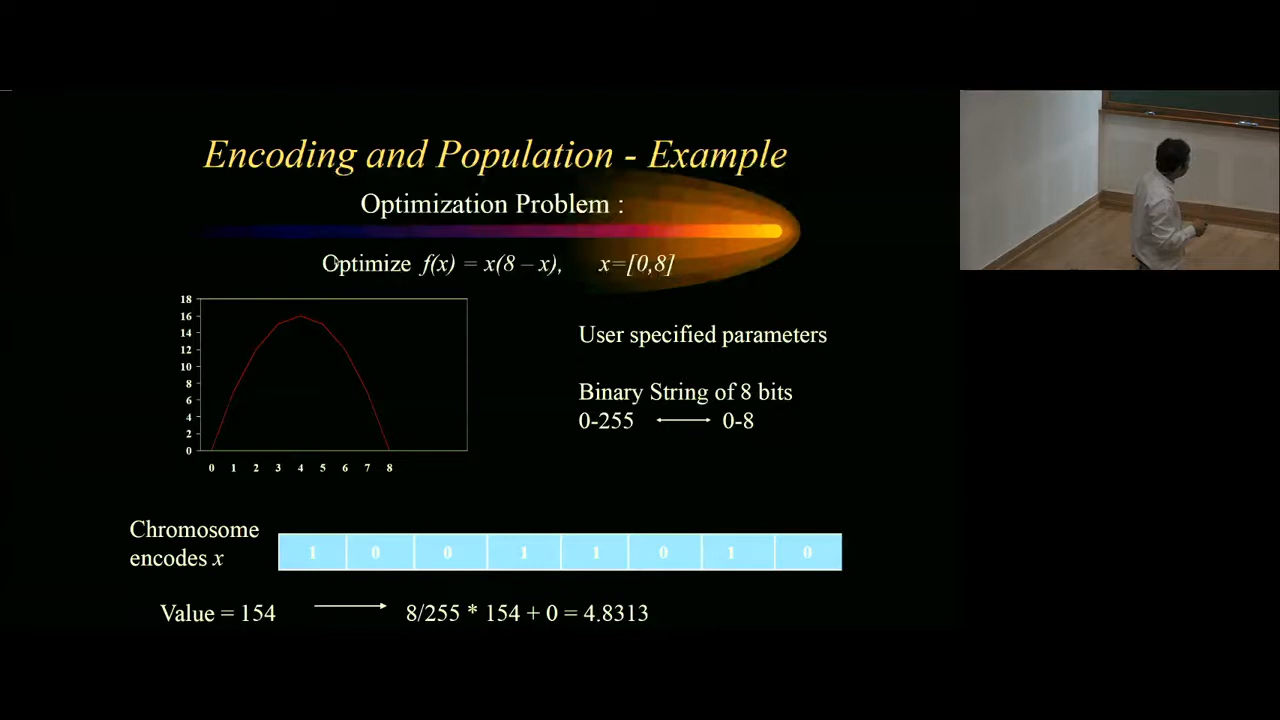 Encoding and Population - Example
Optimization Problem :
Optimize f(x) = x(8 – x), x=[0,8]
18
16
14
12
10
8
6
4
2
0
0 1 2 3 4 5 6 7 8
User specified parameters
Binary String of 8 bits
0-255 0-8
Chromosome
encodes x
1 0 0 1 1 0 1 0
Value = 154 8/255 * 154 + 0 = 4.8313